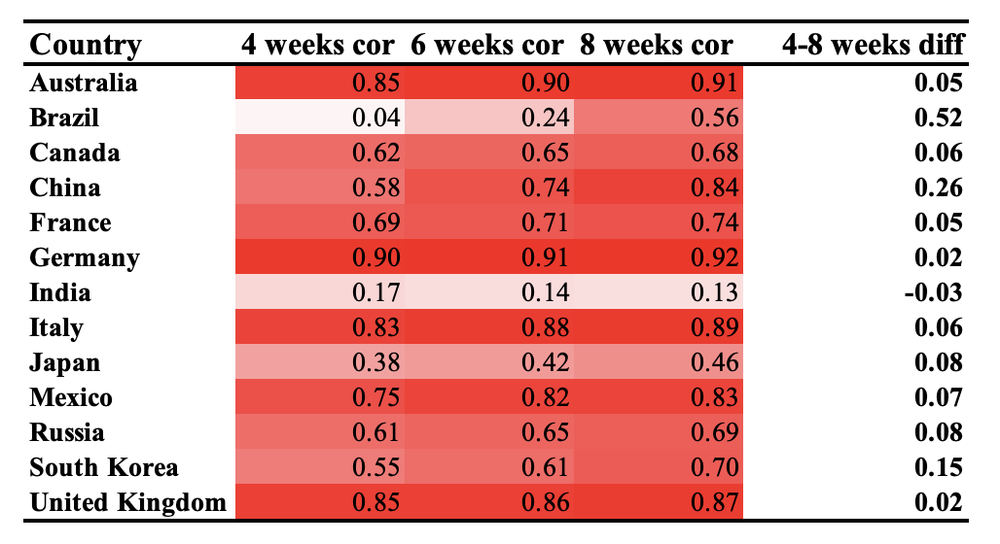 Country 4 weeks cor 6 weeks cor 8 weeks cor 4-8 weeks diff
Australia 0.85 0.90 0.91 0.05
Brazil 0.04 0.24 0.56 0.52
Canada 0.62 0.65 0.68 0.06
China 0.58 0.74 0.84 0.26
France 0.69 0.71 0.74 0.05
Germany 0.90 0.91 0.92 0.02
India 0.17 0.14 0.13 -0.03
Italy 0.83 0.88 0.89 0.06
Japan 0.38 0.42 0.46 0.08
Mexico 0.75 0.82 0.83 0.07
Russia 0.61 0.65 0.69 0.08
South Korea 0.55 0.61 0.70 0.15
United Kingdom 0.85 0.86 0.87 0.02